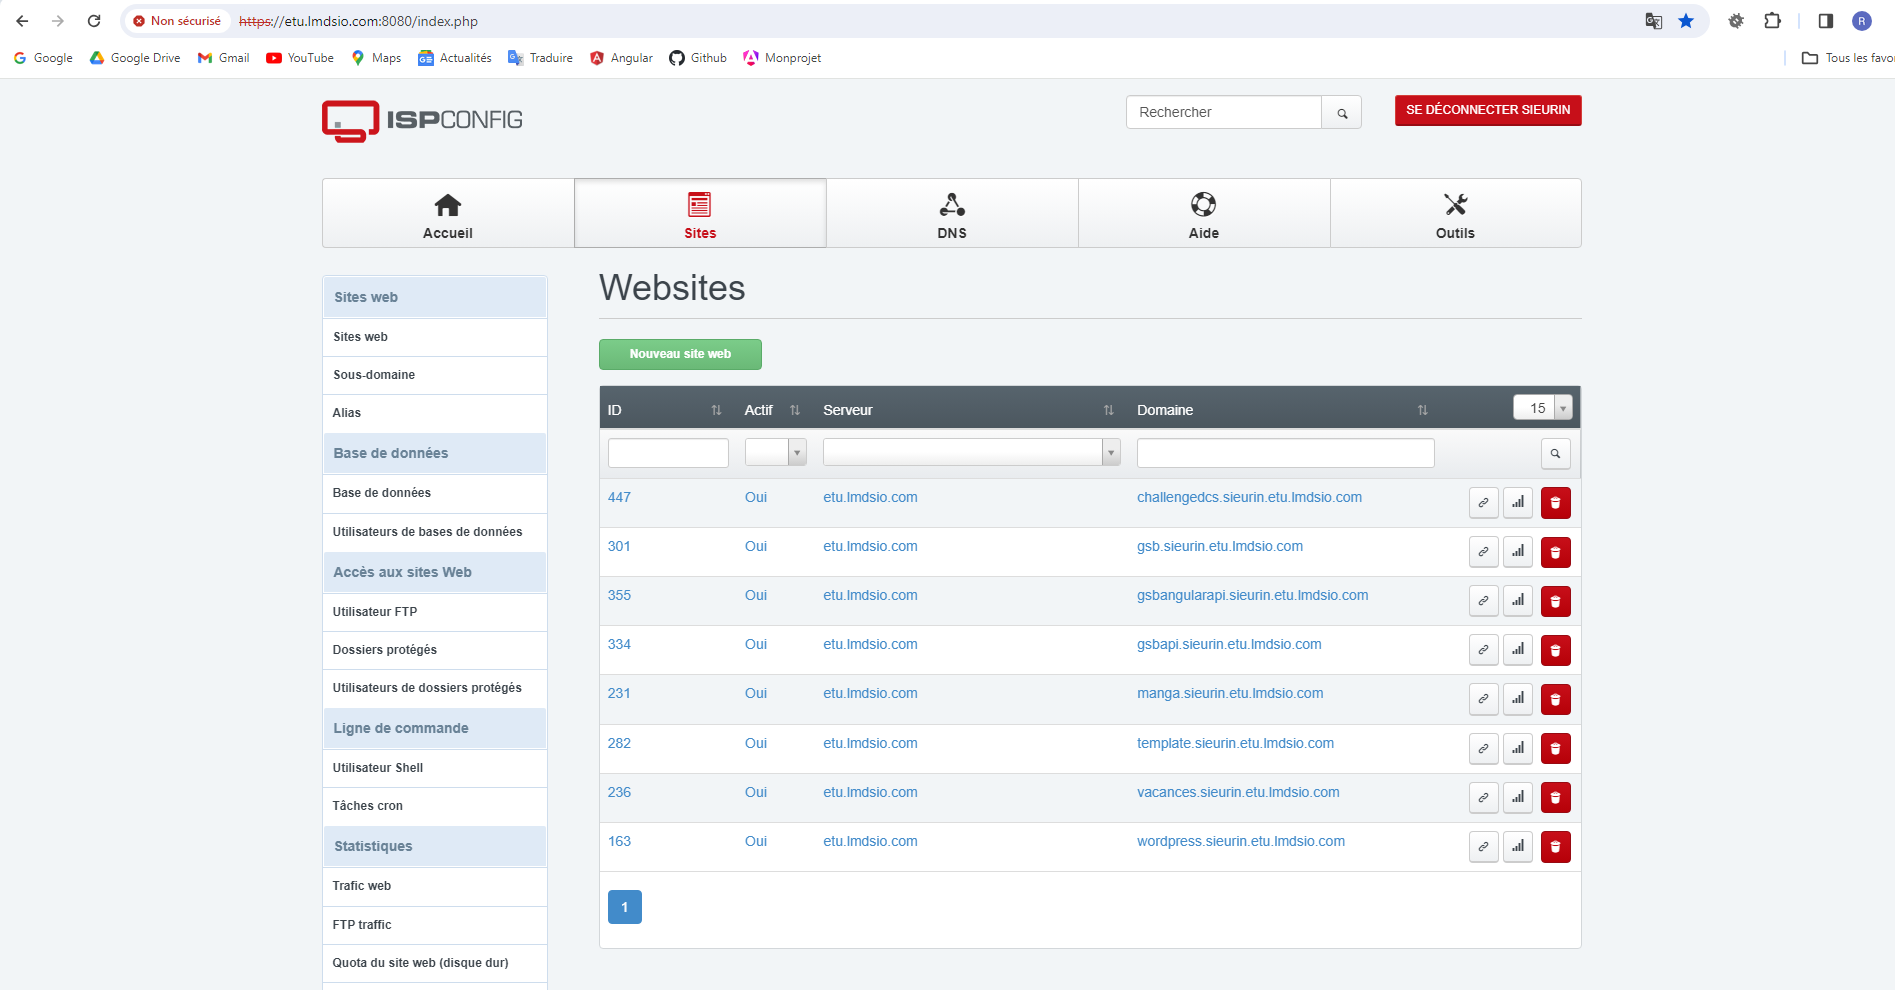 Non sécurisé https://etu.lmdsio.com:8080/index.php
Google Google Drive Gmail YouTube Maps Actualités Traduire Angular Github Monprojet Tous les favo
ISPCONFIG
Rechercher
SE DÉCONNECTER SIEURIN
Accueil Sites DNS Aide Outils
Sites web
Sites web
Sous-domaine
Alias
Base de données
Base de données
Utilisateurs de bases de données
Accès aux sites Web
Utilisateur FTP
Dossiers protégés
Utilisateurs de dossiers protégés
Ligne de commande
Utilisateur Shell
Tâches cron
Statistiques
Trafic web
FTP traffic
Quota du site web (disque dur)
Websites
Nouveau site web
ID Actif Serveur Domaine 15
447 Oui etu.lmdsio.com challengedcs.sieurin.etu.lmdsio.com
301 Oui etu.lmdsio.com gsb.sieurin.etu.lmdsio.com
355 Oui etu.lmdsio.com gsbangularapi.sieurin.etu.lmdsio.com
334 Oui etu.lmdsio.com gsbapi.sieurin.etu.lmdsio.com
231 Oui etu.lmdsio.com manga.sieurin.etu.lmdsio.com
282 Oui etu.lmdsio.com template.sieurin.etu.lmdsio.com
236 Oui etu.lmdsio.com vacances.sieurin.etu.lmdsio.com
163 Oui etu.lmdsio.com wordpress.sieurin.etu.lmdsio.com
1